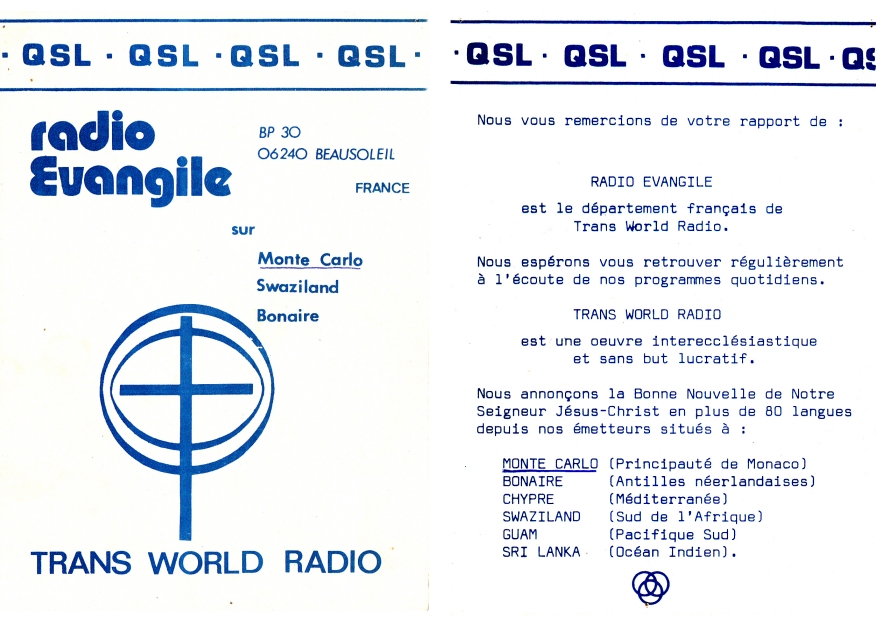 · QSL · QSL · QSL · QSL ·
radio
Evangile
BP 30
06240 BEAUSOLEIL
FRANCE
sur
Monte Carlo
Swaziland
Bonaire
TRANS WORLD RADIO
· QSL · QSL · QSL · QSL · QS
Nous vous remercions de votre rapport de :
RADIO EVANGILE
est le département français de
Trans World Radio.
Nous espérons vous retrouver régulièrement
à l'écoute de nos programmes quotidiens.
TRANS WORLD RADIO
est une oeuvre interecclésiastique
et sans but lucratif.
Nous annonçons la Bonne Nouvelle de Notre
Seigneur Jésus-Christ en plus de 80 langues
depuis nos émetteurs situés à :
MONTE CARLO (Principauté de Monaco)
BONAIRE (Antilles néerlandaises)
CHYPRE (Méditerranée)
SWAZILAND (Sud de l'Afrique)
GUAM (Pacifique Sud)
SRI LANKA (Océan Indien).